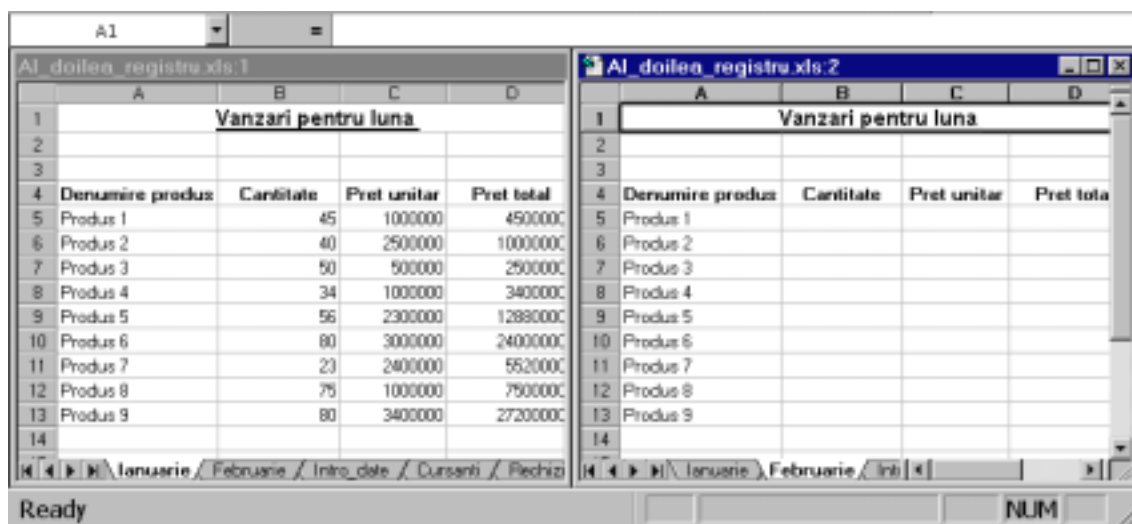 A1 =
Al_doilea_registru.xls:1
A B C D
1 Vanzari pentru luna
2
3
4 Denumire produs Cantitate Pret unitar Pret total
5 Produs 1 45 1000000 4500000
6 Produs 2 40 2500000 10000000
7 Produs 3 50 500000 2500000
8 Produs 4 34 1000000 3400000
9 Produs 5 56 2300000 12880000
10 Produs 6 80 3000000 24000000
11 Produs 7 23 2400000 5520000
12 Produs 8 75 1000000 7500000
13 Produs 9 80 3400000 27200000
14
Ianuarie Februarie Intro_date Cursanti Rechizi
Al_doilea_registru.xls:2
A B C D
1 Vanzari pentru luna
2
3
4 Denumire produs Cantitate Pret unitar Pret tota
5 Produs 1
6 Produs 2
7 Produs 3
8 Produs 4
9 Produs 5
10 Produs 6
11 Produs 7
12 Produs 8
13 Produs 9
14
Ianuarie Februarie Int
Ready NUM